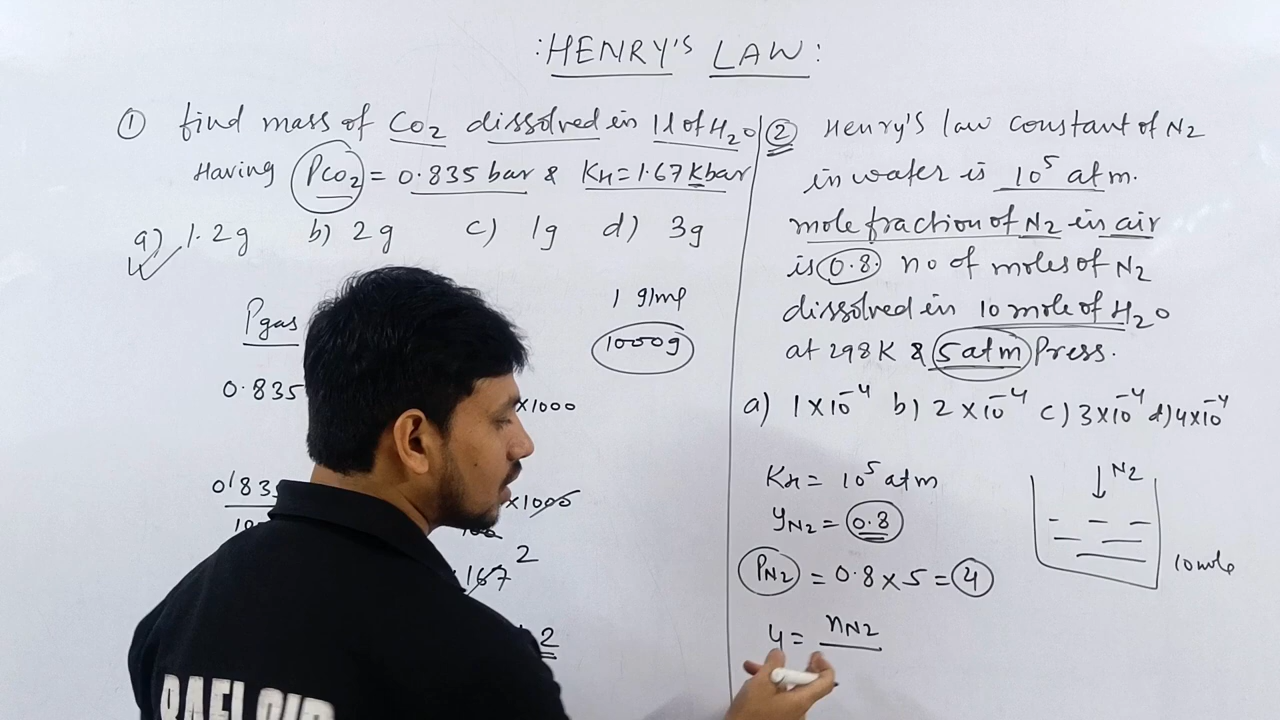 : HENRY'S LAW :
① find mass of CO2 dissolved in 1l of H2O
Having PCO2 = 0.835 bar & KH = 1.67 Kbar
a) 1.2g b) 2g c) 1g d) 3g
Pgas
1 g/ml
1000g
0.835
×1000
0.83
×1000
2
167
2
② Henry's law constant of N2
in water is 10⁵ atm.
mole fraction of N2 in air
is 0.8. no of moles of N2
dissolved in 10 mole of H2O
at 298K & 5atm Press.
a) 1×10⁻⁴ b) 2×10⁻⁴ c) 3×10⁻⁴ d) 4×10⁻⁴
KH = 10⁵ atm
yN2 = 0.8
PN2 = 0.8×5 = 4
4 = nN2
N2
10 mole